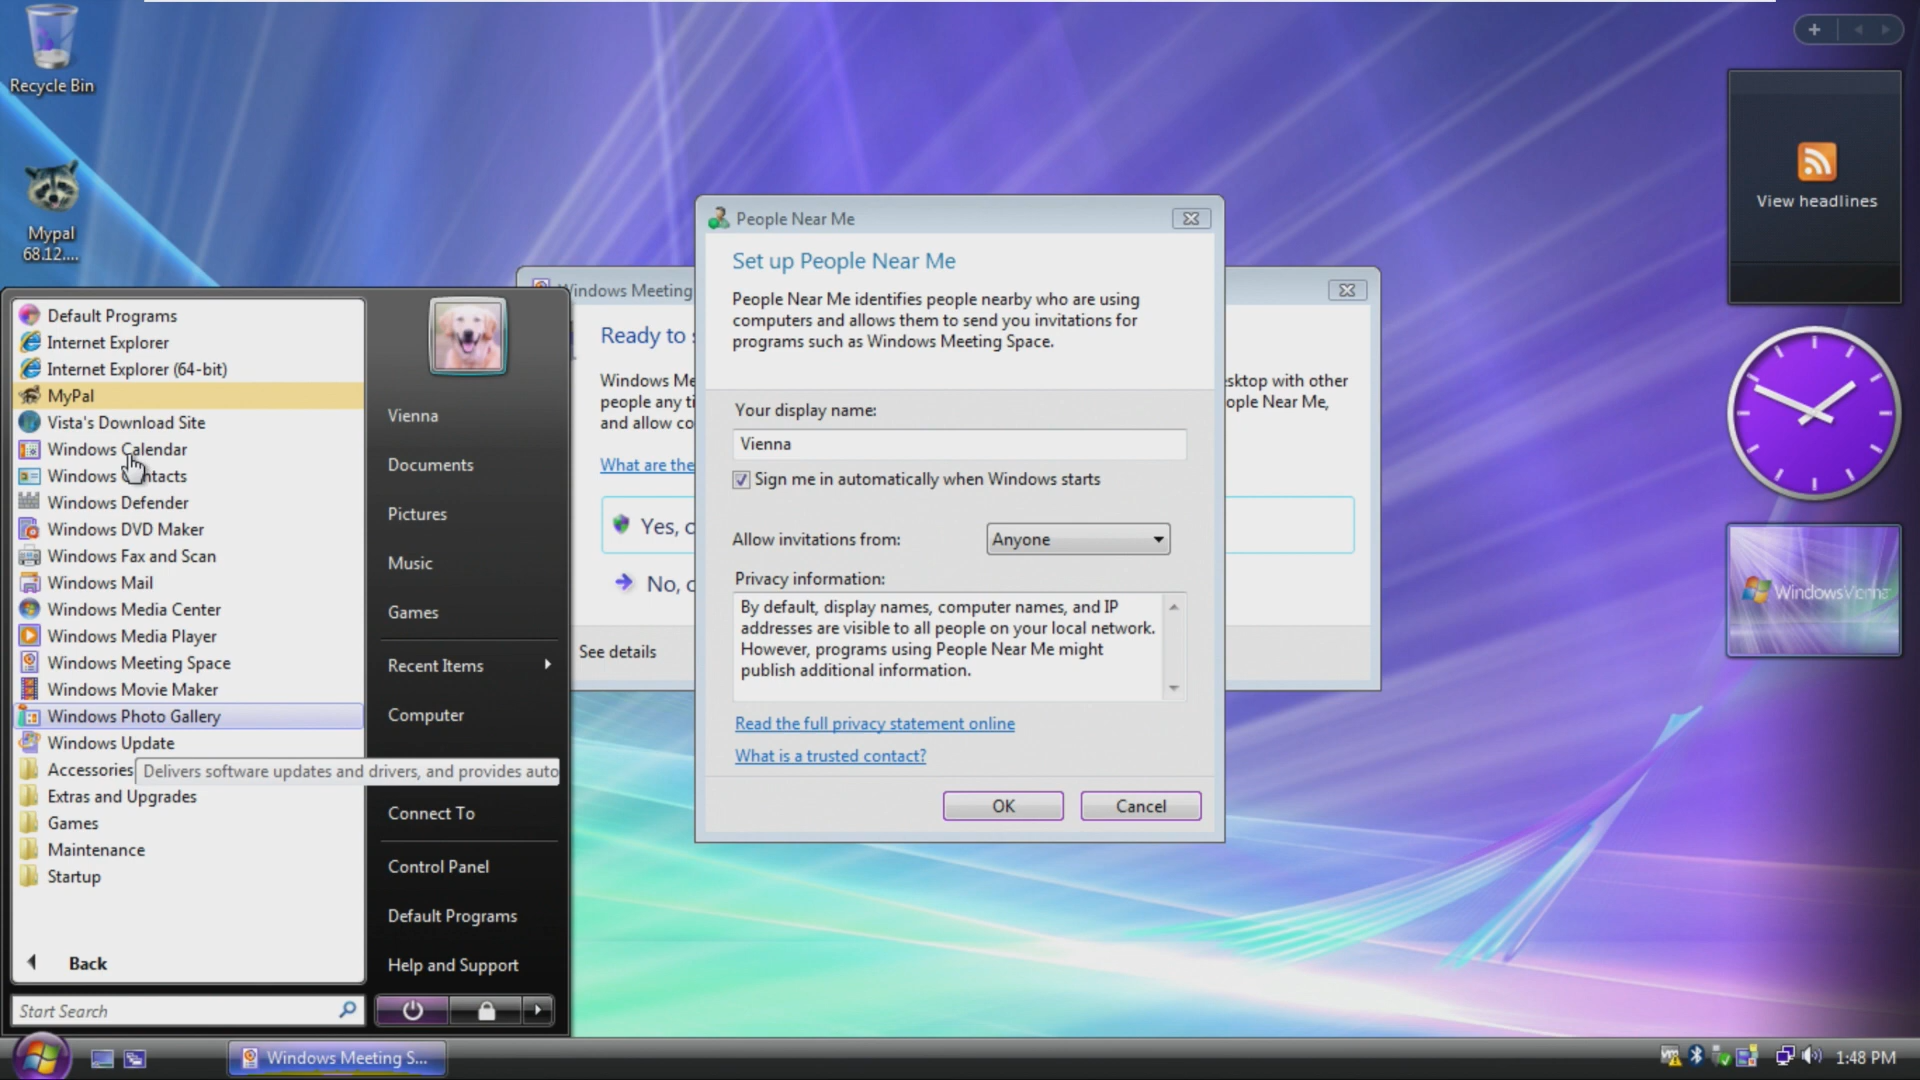 Recycle Bin
Mypal
68.12....
Default Programs
Internet Explorer
Internet Explorer (64-bit)
MyPal
Vista's Download Site
Windows Calendar
Windows Contacts
Windows Defender
Windows DVD Maker
Windows Fax and Scan
Windows Mail
Windows Media Center
Windows Media Player
Windows Meeting Space
Windows Movie Maker
Windows Photo Gallery
Windows Update
Accessories
Delivers software updates and drivers, and provides auto
Extras and Upgrades
Games
Maintenance
Startup
Back
Start Search
Vienna
Documents
Pictures
Music
Games
Recent Items
Computer
Connect To
Control Panel
Default Programs
Help and Support
Windows Meeting
Ready to s
Windows Me
people any ti
and allow co
sktop with other
ople Near Me,
What are the
Yes, c
No, c
See details
People Near Me
Set up People Near Me
People Near Me identifies people nearby who are using
computers and allows them to send you invitations for
programs such as Windows Meeting Space.
Your display name:
Vienna
Sign me in automatically when Windows starts
Allow invitations from:
Anyone
Privacy information:
By default, display names, computer names, and IP
addresses are visible to all people on your local network.
However, programs using People Near Me might
publish additional information.
Read the full privacy statement online
What is a trusted contact?
OK
Cancel
View headlines
WindowsVienna
Windows Meeting S...
1:48 PM